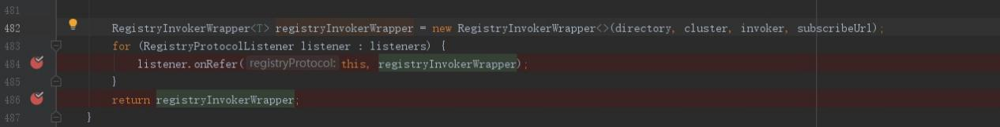 481
482 RegistryInvokerWrapper<T> registryInvokerWrapper = new RegistryInvokerWrapper<>(directory, cluster, invoker, subscribeUrl);
483 for (RegistryProtocolListener listener : listeners) {
484 listener.onRefer( registryProtocol: this, registryInvokerWrapper);
485 }
486 return registryInvokerWrapper;
487 }